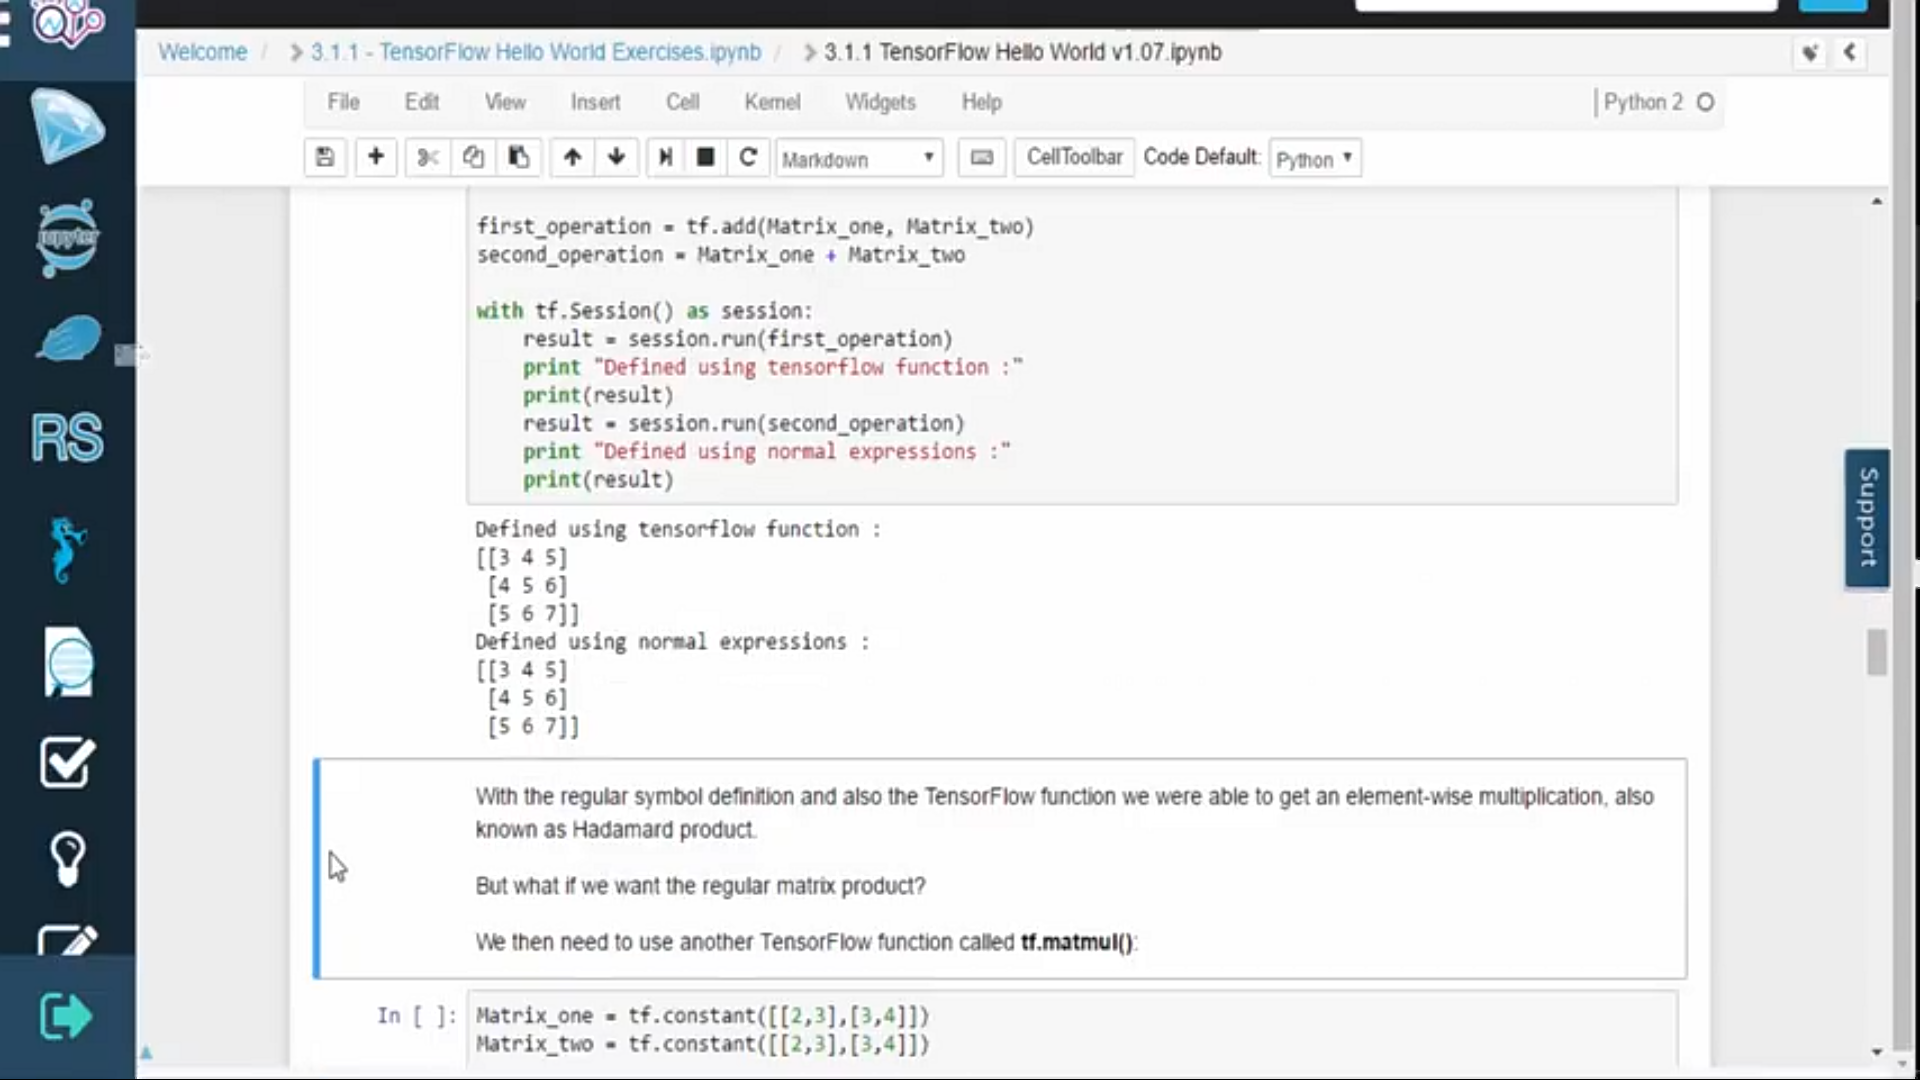 Welcome / > 3.1.1 - TensorFlow Hello World Exercises.ipynb / > 3.1.1 TensorFlow Hello World v1.07.ipynb
File Edit View Insert Cell Kernel Widgets Help Python 2
Markdown CellToolbar Code Default: Python
first_operation = tf.add(Matrix_one, Matrix_two)
second_operation = Matrix_one + Matrix_two
with tf.Session() as session:
result = session.run(first_operation)
print "Defined using tensorflow function :"
print(result)
result = session.run(second_operation)
print "Defined using normal expressions :"
print(result)
Defined using tensorflow function :
[[3 4 5]
[4 5 6]
[5 6 7]]
Defined using normal expressions :
[[3 4 5]
[4 5 6]
[5 6 7]]
With the regular symbol definition and also the TensorFlow function we were able to get an element-wise multiplication, also
known as Hadamard product.
But what if we want the regular matrix product?
We then need to use another TensorFlow function called tf.matmul():
In [ ]: Matrix_one = tf.constant([[2,3],[3,4]])
Matrix_two = tf.constant([[2,3],[3,4]])
jupyter
RS
Support